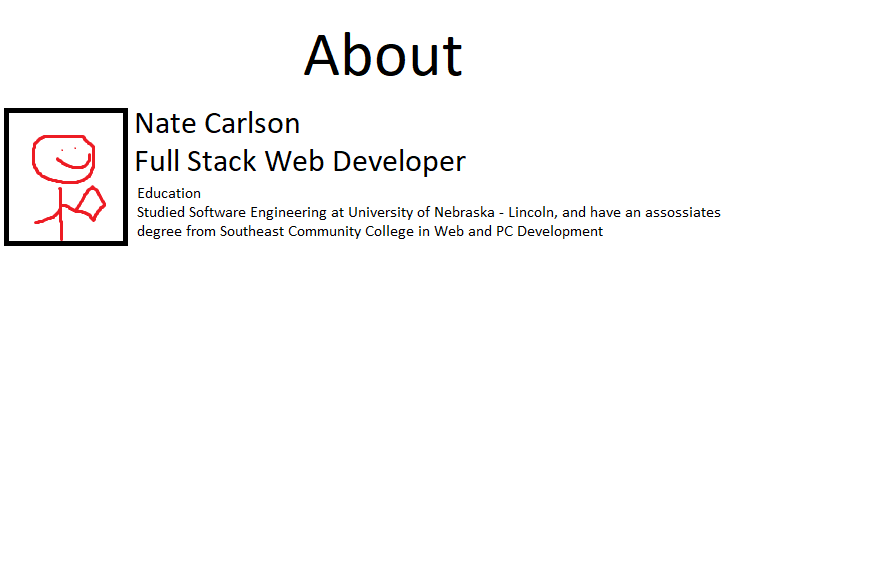 About
Nate Carlson
Full Stack Web Developer
Education
Studied Software Engineering at University of Nebraska - Lincoln, and have an assossiates
degree from Southeast Community College in Web and PC Development